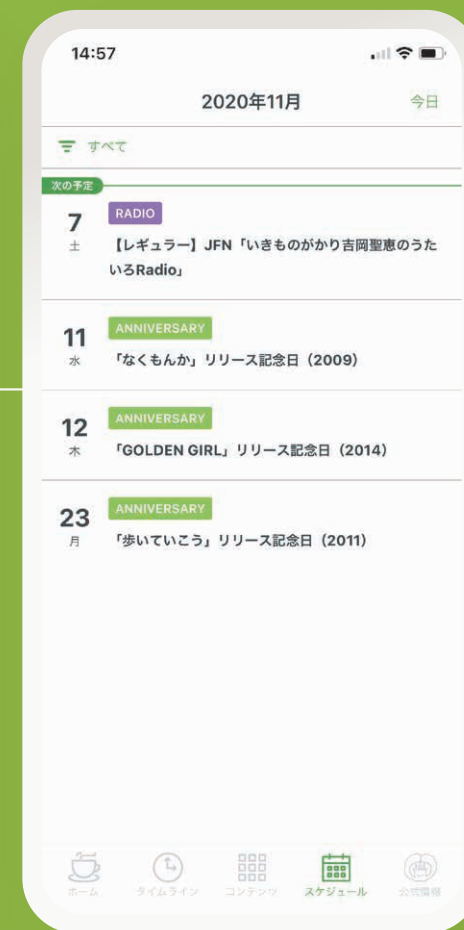 14:57
2020年11月
今日
すべて
次の予定
7
土
RADIO
【レギュラー】JFN「いきものがかり吉岡聖恵のうた
いろRadio」
11
水
ANNIVERSARY
「なくもんか」リリース記念日（2009）
12
木
ANNIVERSARY
「GOLDEN GIRL」リリース記念日（2014）
23
月
ANNIVERSARY
「歩いていこう」リリース記念日（2011）
ホーム
タイムライン
コンテンツ
スケジュール
公式情報